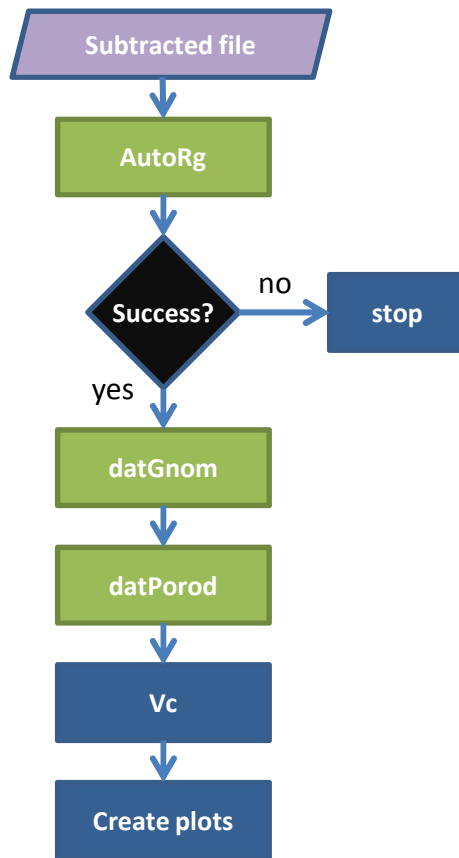 Subtracted file
AutoRg
Success?
no
stop
yes
datGnom
datPorod
Vc
Create plots